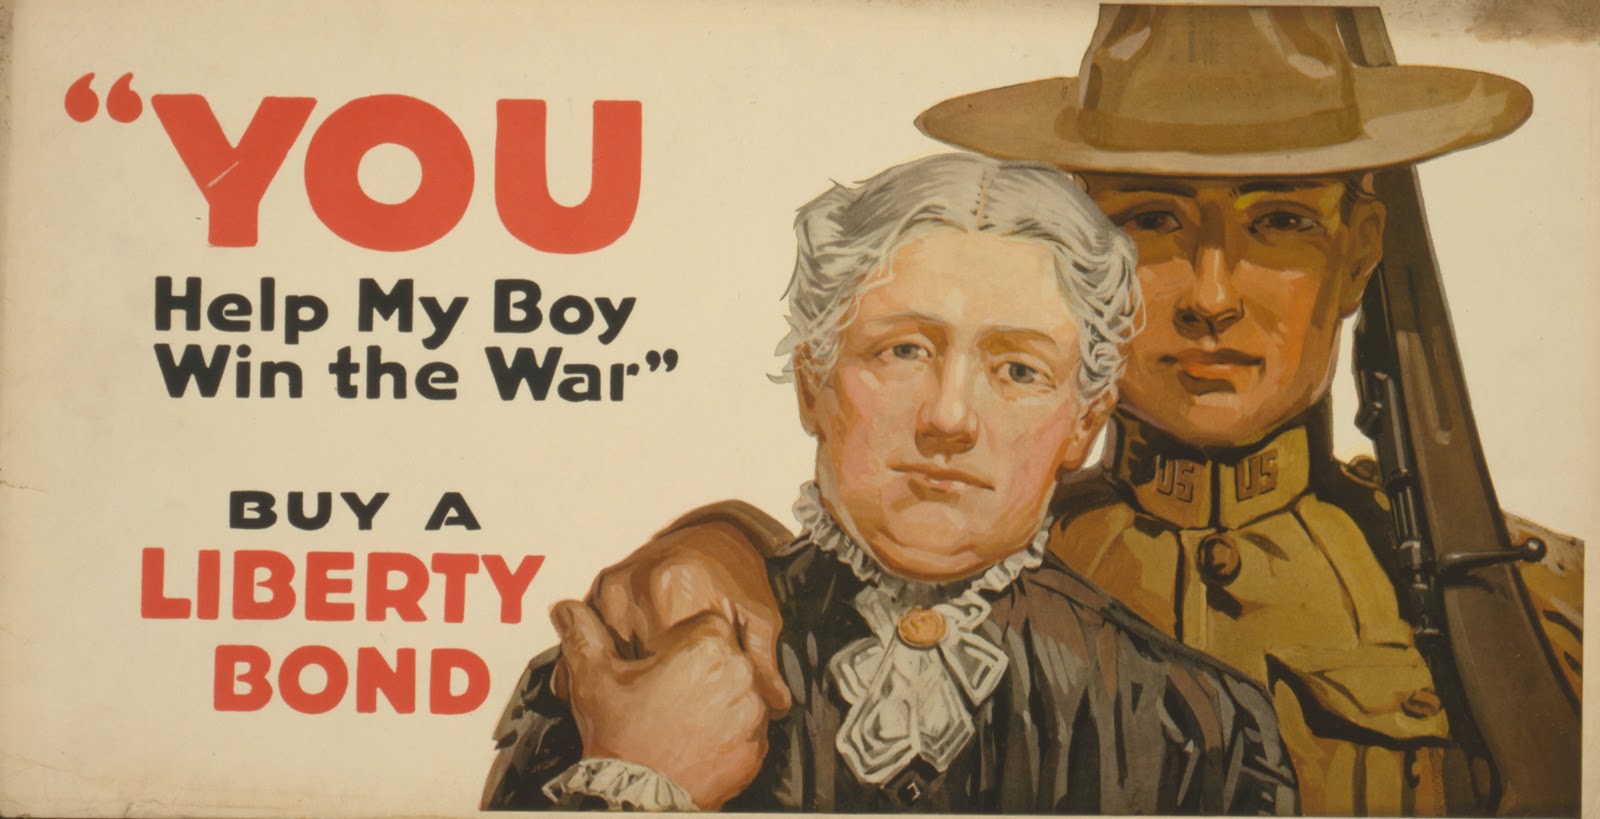 “YOU
Help My Boy
Win the War”
BUY A
LIBERTY
BOND
US US